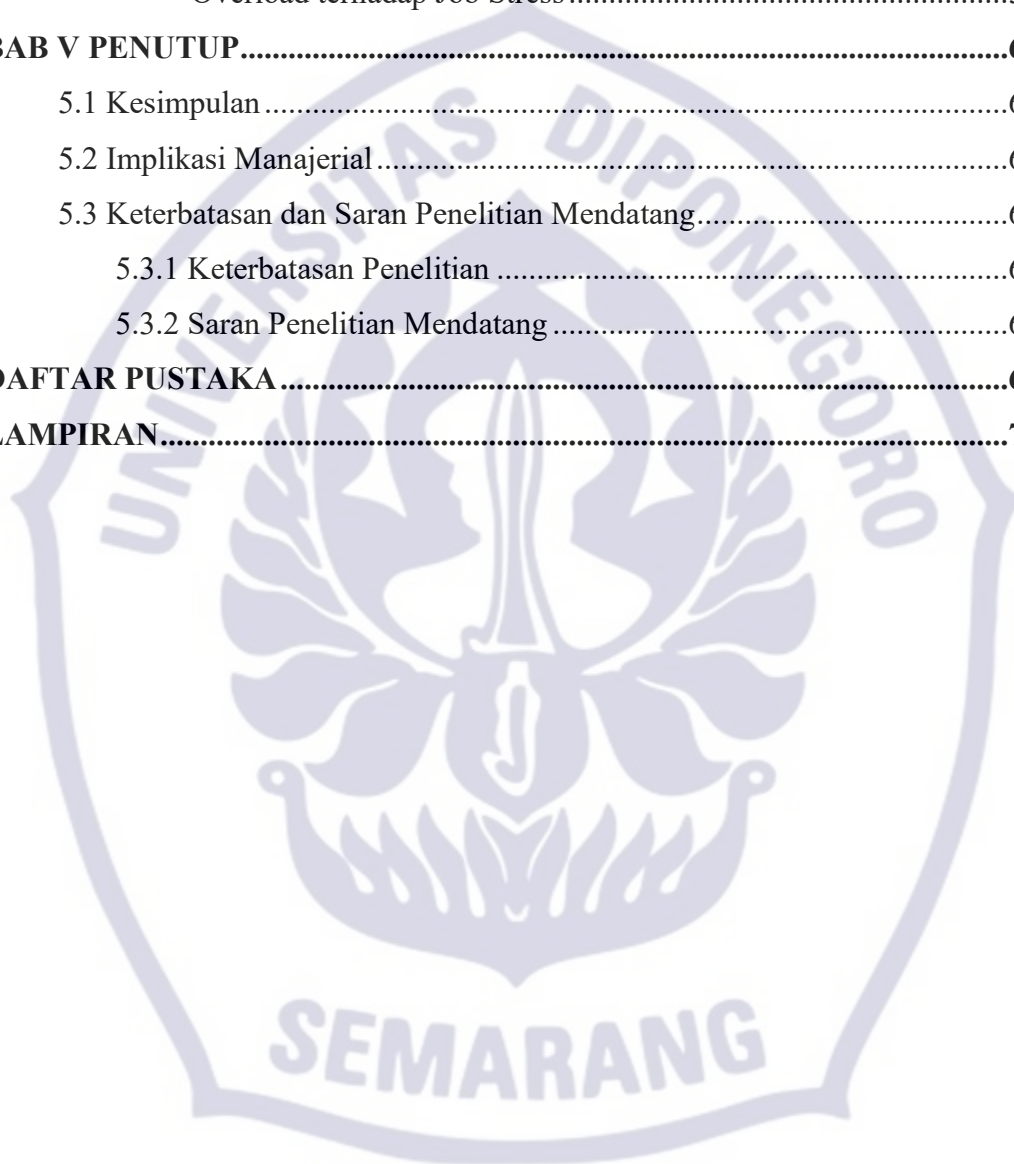 Overload terhadap Job Stress
BAB V PENUTUP
5.1 Kesimpulan
5.2 Implikasi Manajerial
5.3 Keterbatasan dan Saran Penelitian Mendatang
5.3.1 Keterbatasan Penelitian
5.3.2 Saran Penelitian Mendatang
DAFTAR PUSTAKA
LAMPIRAN
UNIVERSITAS DIPONEGORO
SEMARANG